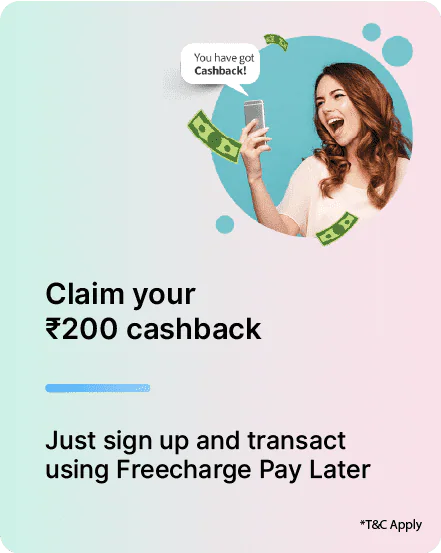 You have got
Cashback!
Claim your
₹200 cashback
Just sign up and transact
using Freecharge Pay Later
*T&C Apply